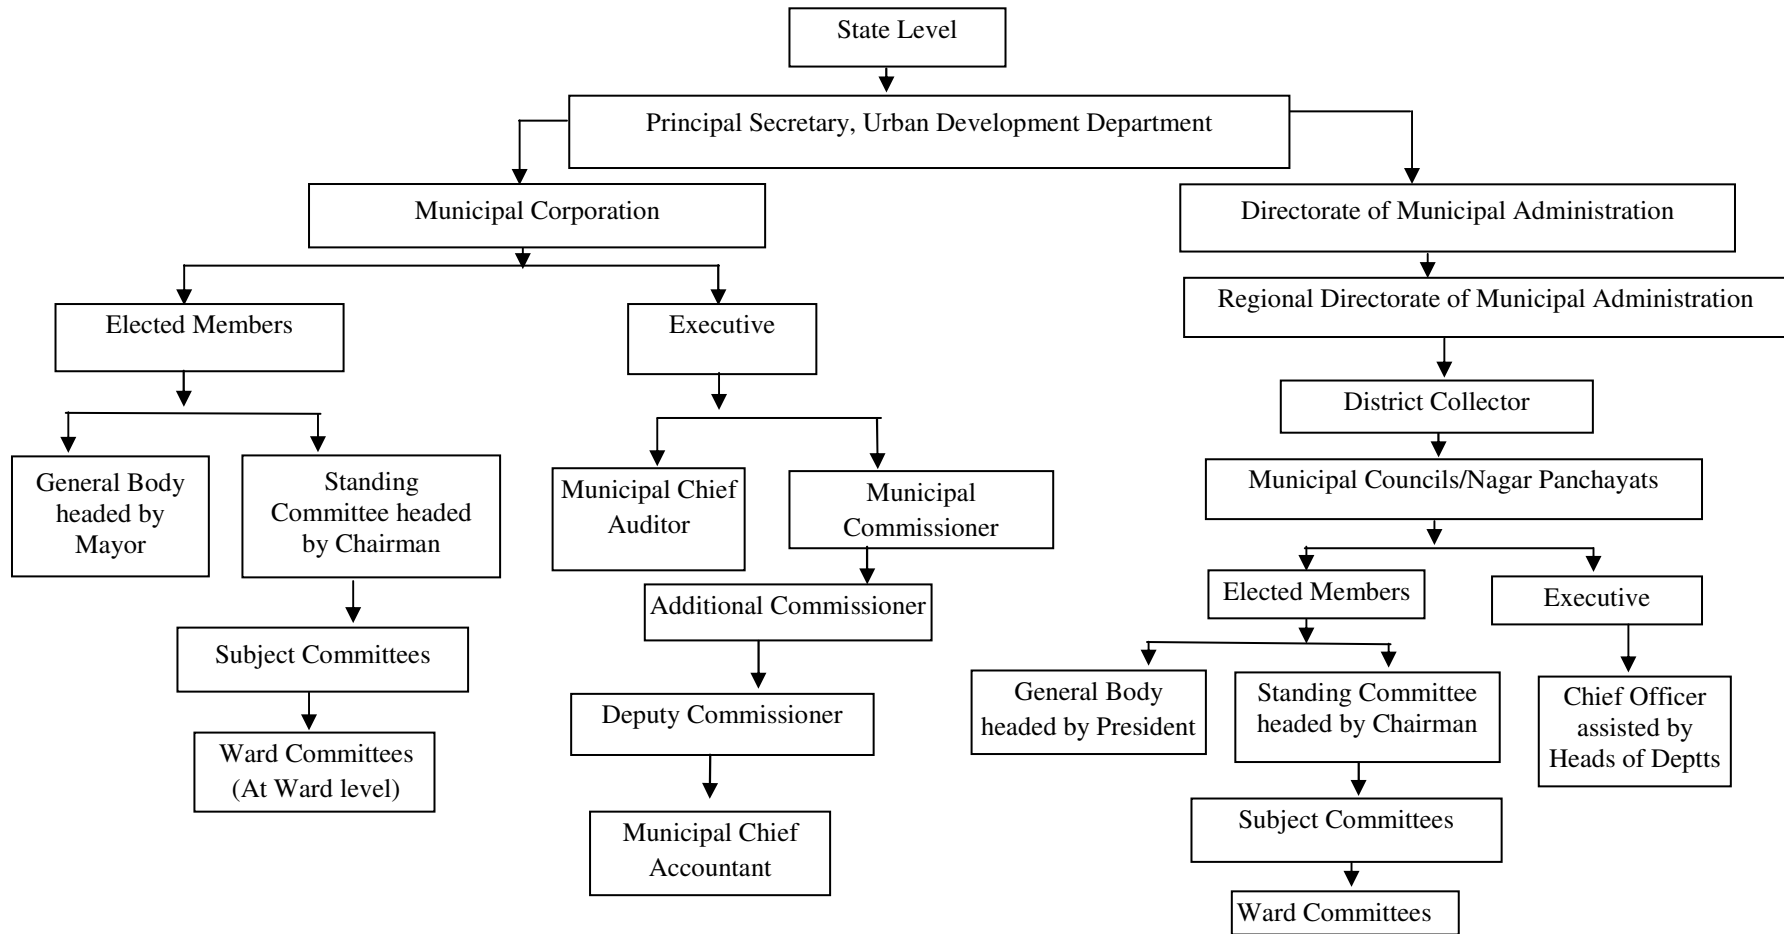 State Level
Principal Secretary, Urban Development Department
Municipal Corporation
Directorate of Municipal Administration
Elected Members
Executive
Regional Directorate of Municipal Administration
District Collector
General Body
headed by
Mayor
Standing
Committee headed
by Chairman
Municipal Chief
Auditor
Municipal
Commissioner
Municipal Councils/Nagar Panchayats
Additional Commissioner
Elected Members
Executive
Subject Committees
Deputy Commissioner
General Body
headed by President
Standing Committee
headed by Chairman
Chief Officer
assisted by
Heads of Deptts
Ward Committees
(At Ward level)
Municipal Chief
Accountant
Subject Committees
Ward Committees